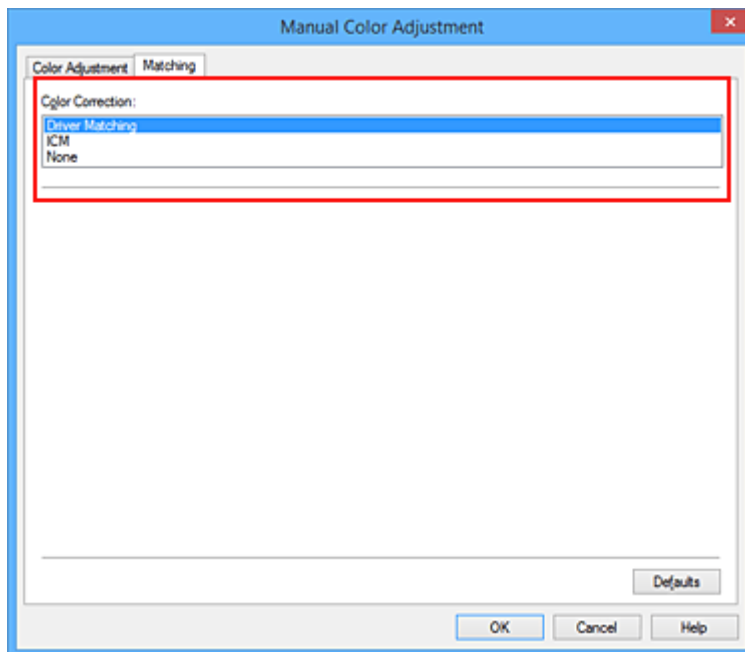 Manual Color Adjustment
Color Adjustment Matching
Color Correction:
Driver Matching
ICM
None
Defaults
OK Cancel Help